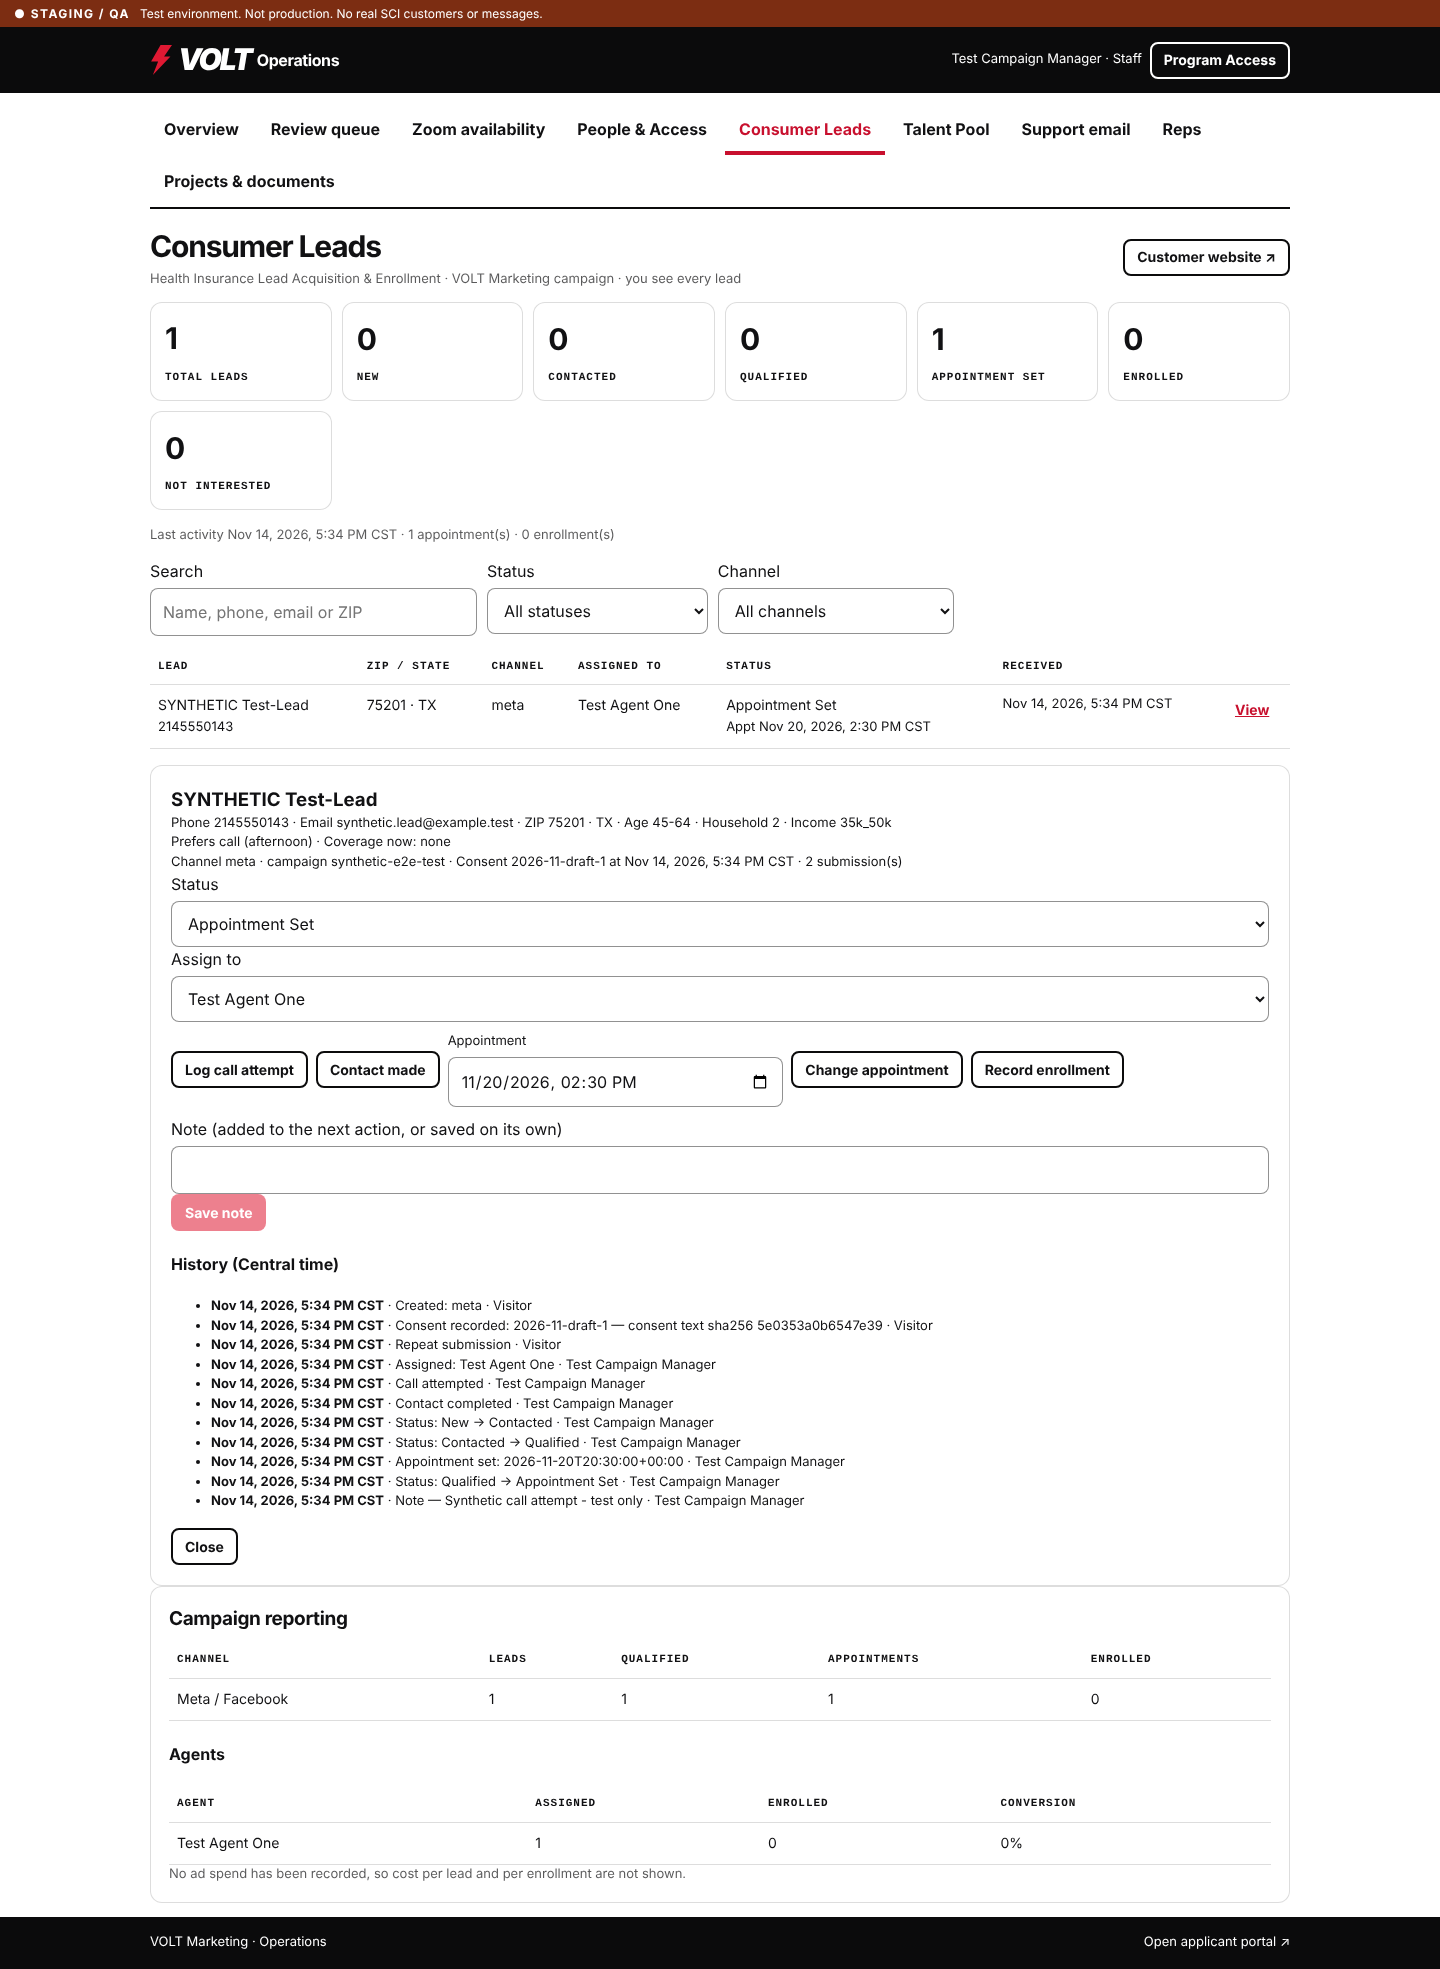 STAGING / QA Test environment. Not production. No real SCI customers or messages.
VOLT Operations
Test Campaign Manager · Staff
Program Access
Overview Review queue Zoom availability People & Access Consumer Leads Talent Pool Support email Reps
Projects & documents
Consumer Leads
Customer website ↗
Health Insurance Lead Acquisition & Enrollment · VOLT Marketing campaign · you see every lead
1 0 0 0 1 0
TOTAL LEADS NEW CONTACTED QUALIFIED APPOINTMENT SET ENROLLED
0
NOT INTERESTED
Last activity Nov 14, 2026, 5:34 PM CST · 1 appointment(s) · 0 enrollment(s)
Search Status Channel
Name, phone, email or ZIP All statuses All channels
LEAD ZIP / STATE CHANNEL ASSIGNED TO STATUS RECEIVED
SYNTHETIC Test-Lead 75201 · TX meta Test Agent One Appointment Set Nov 14, 2026, 5:34 PM CST View
2145550143 Appt Nov 20, 2026, 2:30 PM CST
SYNTHETIC Test-Lead
Phone 2145550143 · Email synthetic.lead@example.test · ZIP 75201 · TX · Age 45-64 · Household 2 · Income 35k_50k
Prefers call (afternoon) · Coverage now: none
Channel meta · campaign synthetic-e2e-test · Consent 2026-11-draft-1 at Nov 14, 2026, 5:34 PM CST · 2 submission(s)
Status
Appointment Set
Assign to
Test Agent One
Appointment
Log call attempt Contact made 11/20/2026, 02:30 PM Change appointment Record enrollment
Note (added to the next action, or saved on its own)
Save note
History (Central time)
• Nov 14, 2026, 5:34 PM CST · Created: meta · Visitor
• Nov 14, 2026, 5:34 PM CST · Consent recorded: 2026-11-draft-1 — consent text sha256 5e0353a0b6547e39 · Visitor
• Nov 14, 2026, 5:34 PM CST · Repeat submission · Visitor
• Nov 14, 2026, 5:34 PM CST · Assigned: Test Agent One · Test Campaign Manager
• Nov 14, 2026, 5:34 PM CST · Call attempted · Test Campaign Manager
• Nov 14, 2026, 5:34 PM CST · Contact completed · Test Campaign Manager
• Nov 14, 2026, 5:34 PM CST · Status: New → Contacted · Test Campaign Manager
• Nov 14, 2026, 5:34 PM CST · Status: Contacted → Qualified · Test Campaign Manager
• Nov 14, 2026, 5:34 PM CST · Appointment set: 2026-11-20T20:30:00+00:00 · Test Campaign Manager
• Nov 14, 2026, 5:34 PM CST · Status: Qualified → Appointment Set · Test Campaign Manager
• Nov 14, 2026, 5:34 PM CST · Note — Synthetic call attempt - test only · Test Campaign Manager
Close
Campaign reporting
CHANNEL LEADS QUALIFIED APPOINTMENTS ENROLLED
Meta / Facebook 1 1 1 0
Agents
AGENT ASSIGNED ENROLLED CONVERSION
Test Agent One 1 0 0%
No ad spend has been recorded, so cost per lead and per enrollment are not shown.
VOLT Marketing · Operations
Open applicant portal ↗